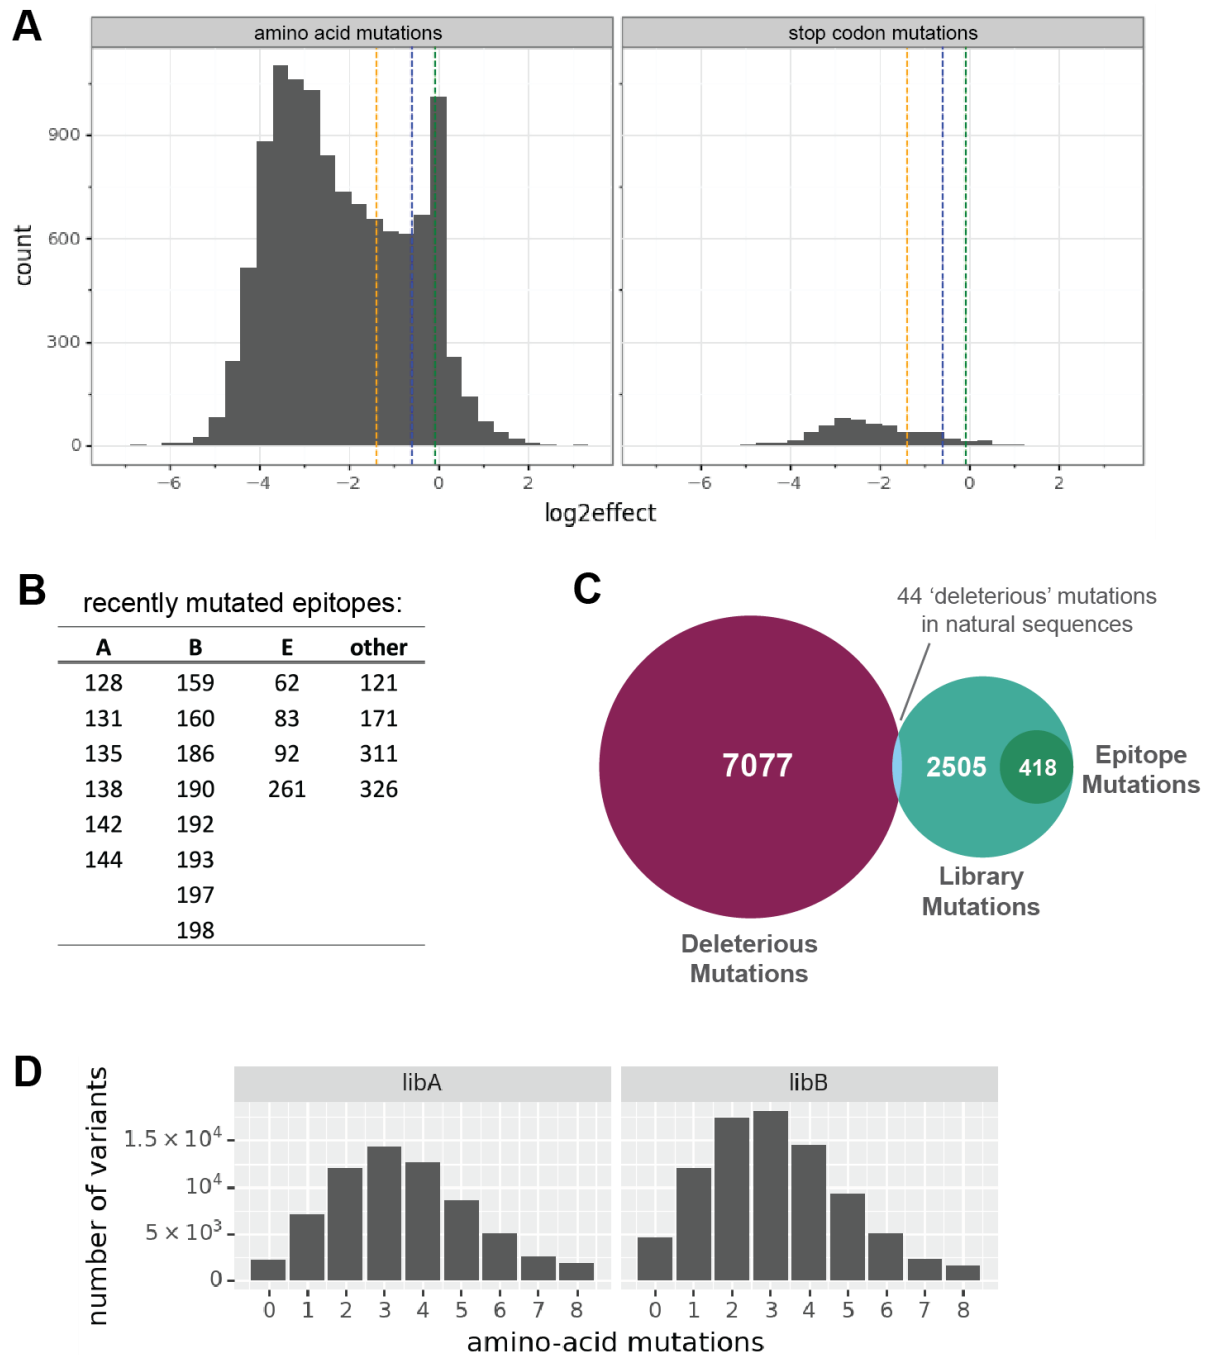 A
amino acid mutations
stop codon mutations
count
900
600
300
0
−6 −4 −2 0 2
−6 −4 −2 0 2
log2effect
B
recently mutated epitopes:
A B E other
128 159 62 121
131 160 83 171
135 186 92 311
138 190 261 326
142 192
144 193
197
198
C
44 ‘deleterious’ mutations
in natural sequences
7077
2505
418
Epitope
Mutations
Library
Mutations
Deleterious
Mutations
D
number of variants
libA
libB
1.5 × 10⁴
10⁴
5 × 10³
0
0 1 2 3 4 5 6 7 8
0 1 2 3 4 5 6 7 8
amino-acid mutations